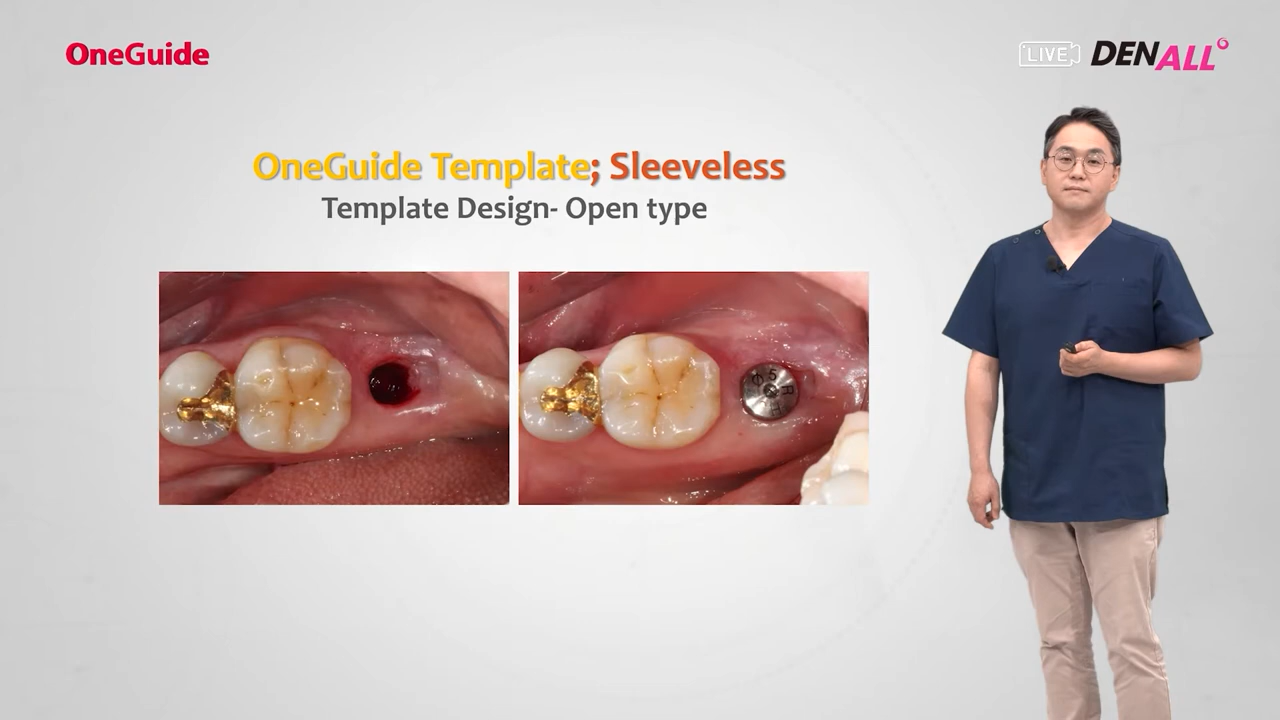 OneGuide
LIVE
DENALL
OneGuide Template; Sleeveless
Template Design- Open type